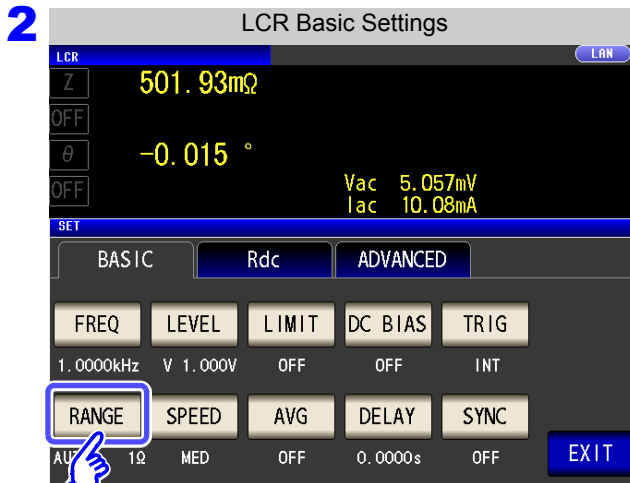 2
LCR Basic Settings
LCR
LAN
Z 501.93mΩ
OFF
θ -0.015 °
OFF
Vac 5.057mV
Iac 10.08mA
SET
BASIC Rdc ADVANCED
FREQ LEVEL LIMIT DC BIAS TRIG
1.0000kHz V 1.000V OFF OFF INT
RANGE SPEED AVG DELAY SYNC
1Ω MED OFF 0.0000s OFF
EXIT